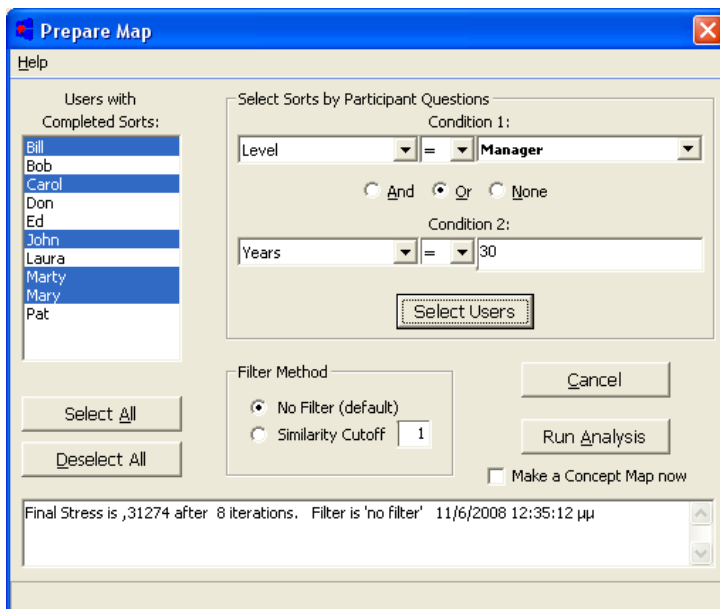 Prepare Map
Help
Users with
Completed Sorts:
Bill
Bob
Carol
Don
Ed
John
Laura
Marty
Mary
Pat
Select All
Deselect All
Select Sorts by Participant Questions
Condition 1:
Level = Manager
And Or None
Condition 2:
Years = 30
Select Users
Filter Method
No Filter (default)
Similarity Cutoff 1
Cancel
Run Analysis
Make a Concept Map now
Final Stress is ,31274 after 8 iterations. Filter is 'no filter' 11/6/2008 12:35:12 μμ